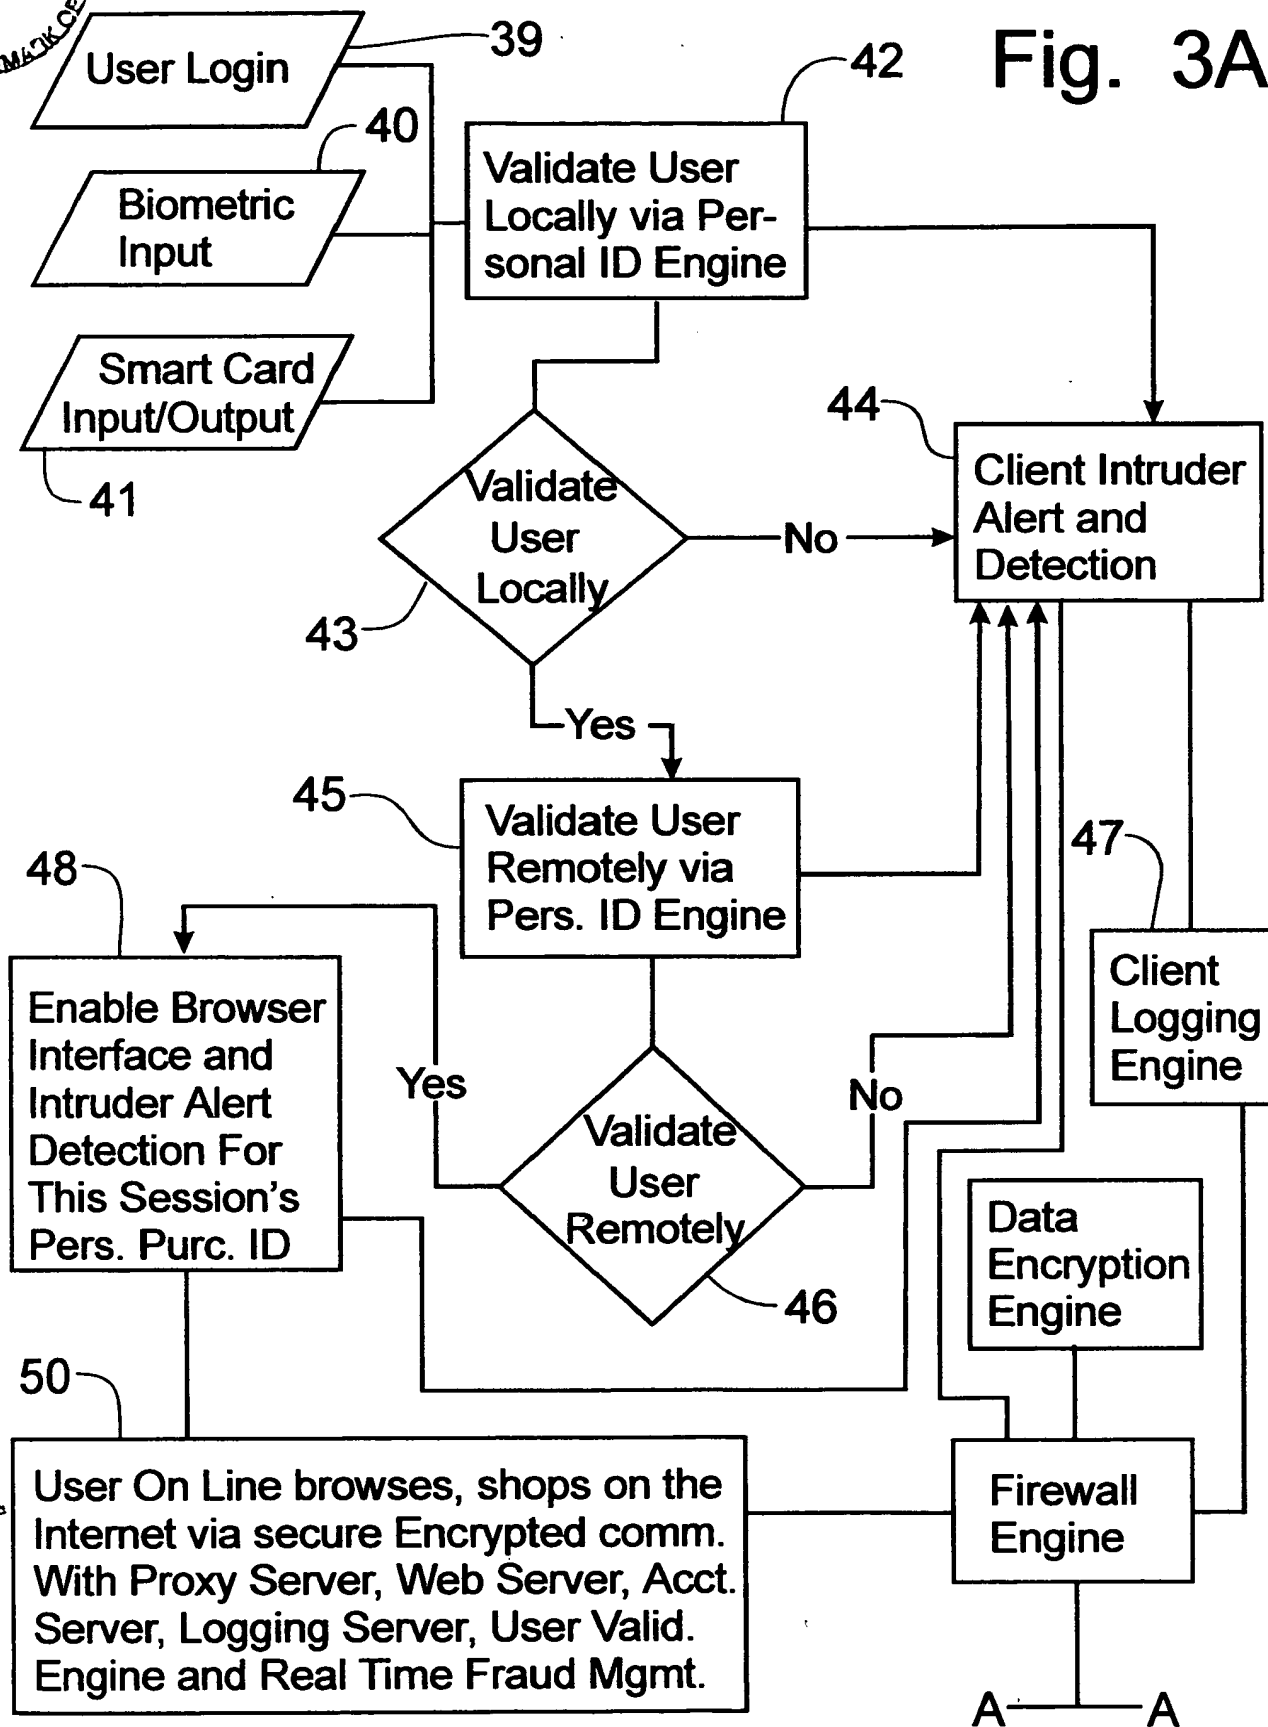 Fig. 3A
User Login
39
Biometric
Input
40
Smart Card
Input/Output
41
42
Validate User
Locally via Per-
sonal ID Engine
Validate
User
Locally
43
No
Yes
44
Client Intruder
Alert and
Detection
45
Validate User
Remotely via
Pers. ID Engine
47
Client
Logging
Engine
48
Enable Browser
Interface and
Intruder Alert
Detection For
This Session's
Pers. Purc. ID
Yes
Validate
User
Remotely
No
46
Data
Encryption
Engine
50
User On Line browses, shops on the
Internet via secure Encrypted comm.
With Proxy Server, Web Server, Acct.
Server, Logging Server, User Valid.
Engine and Real Time Fraud Mgmt.
Firewall
Engine
A A